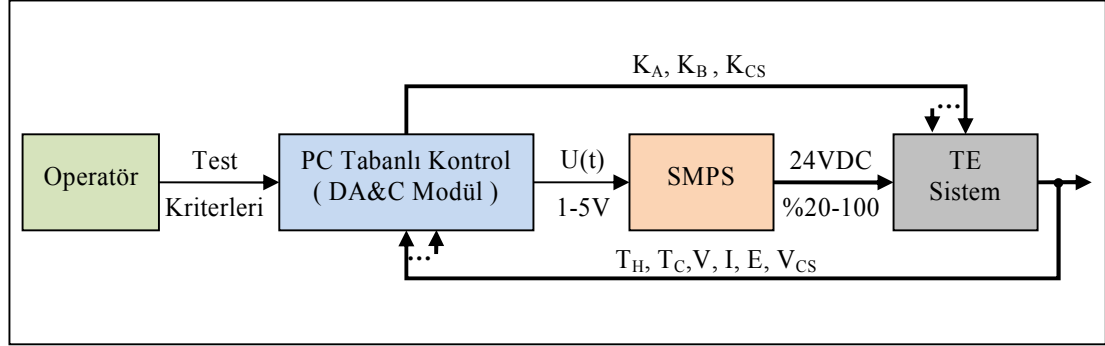 K_A, K_B , K_CS
Operatör
Test
Kriterleri
PC Tabanlı Kontrol
( DA&C Modül )
U(t)
1-5V
SMPS
24VDC
%20-100
TE
Sistem
T_H, T_C,V, I, E, V_CS